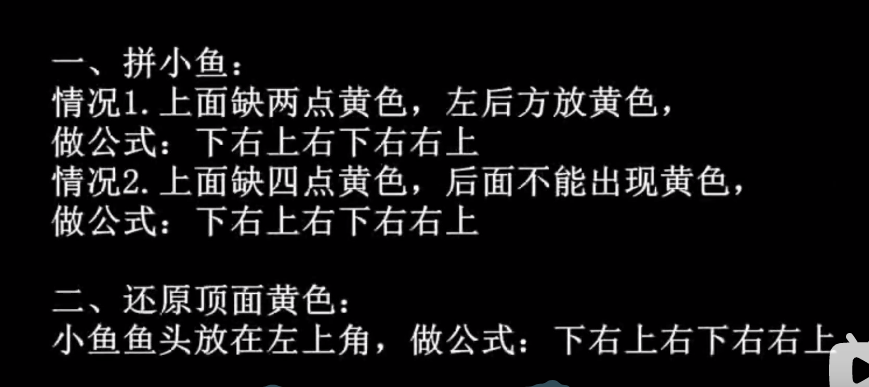 一、拼小鱼：
情况1.上面缺两点黄色，左后方放黄色，
做公式：下右上右下右右上
情况2.上面缺四点黄色，后面不能出现黄色，
做公式：下右上右下右右上
二、还原顶面黄色：
小鱼鱼头放在左上角，做公式：下右上右下右右上